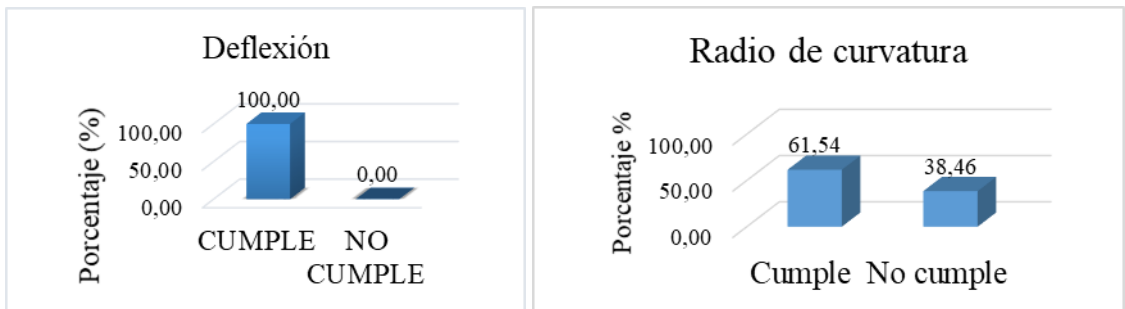 Deflexión
Porcentaje (%)
100,00
50,00
0,00
100,00
0,00
CUMPLE
NO
CUMPLE
Radio de curvatura
Porcentaje %
100,00
50,00
0,00
61,54
38,46
Cumple No cumple